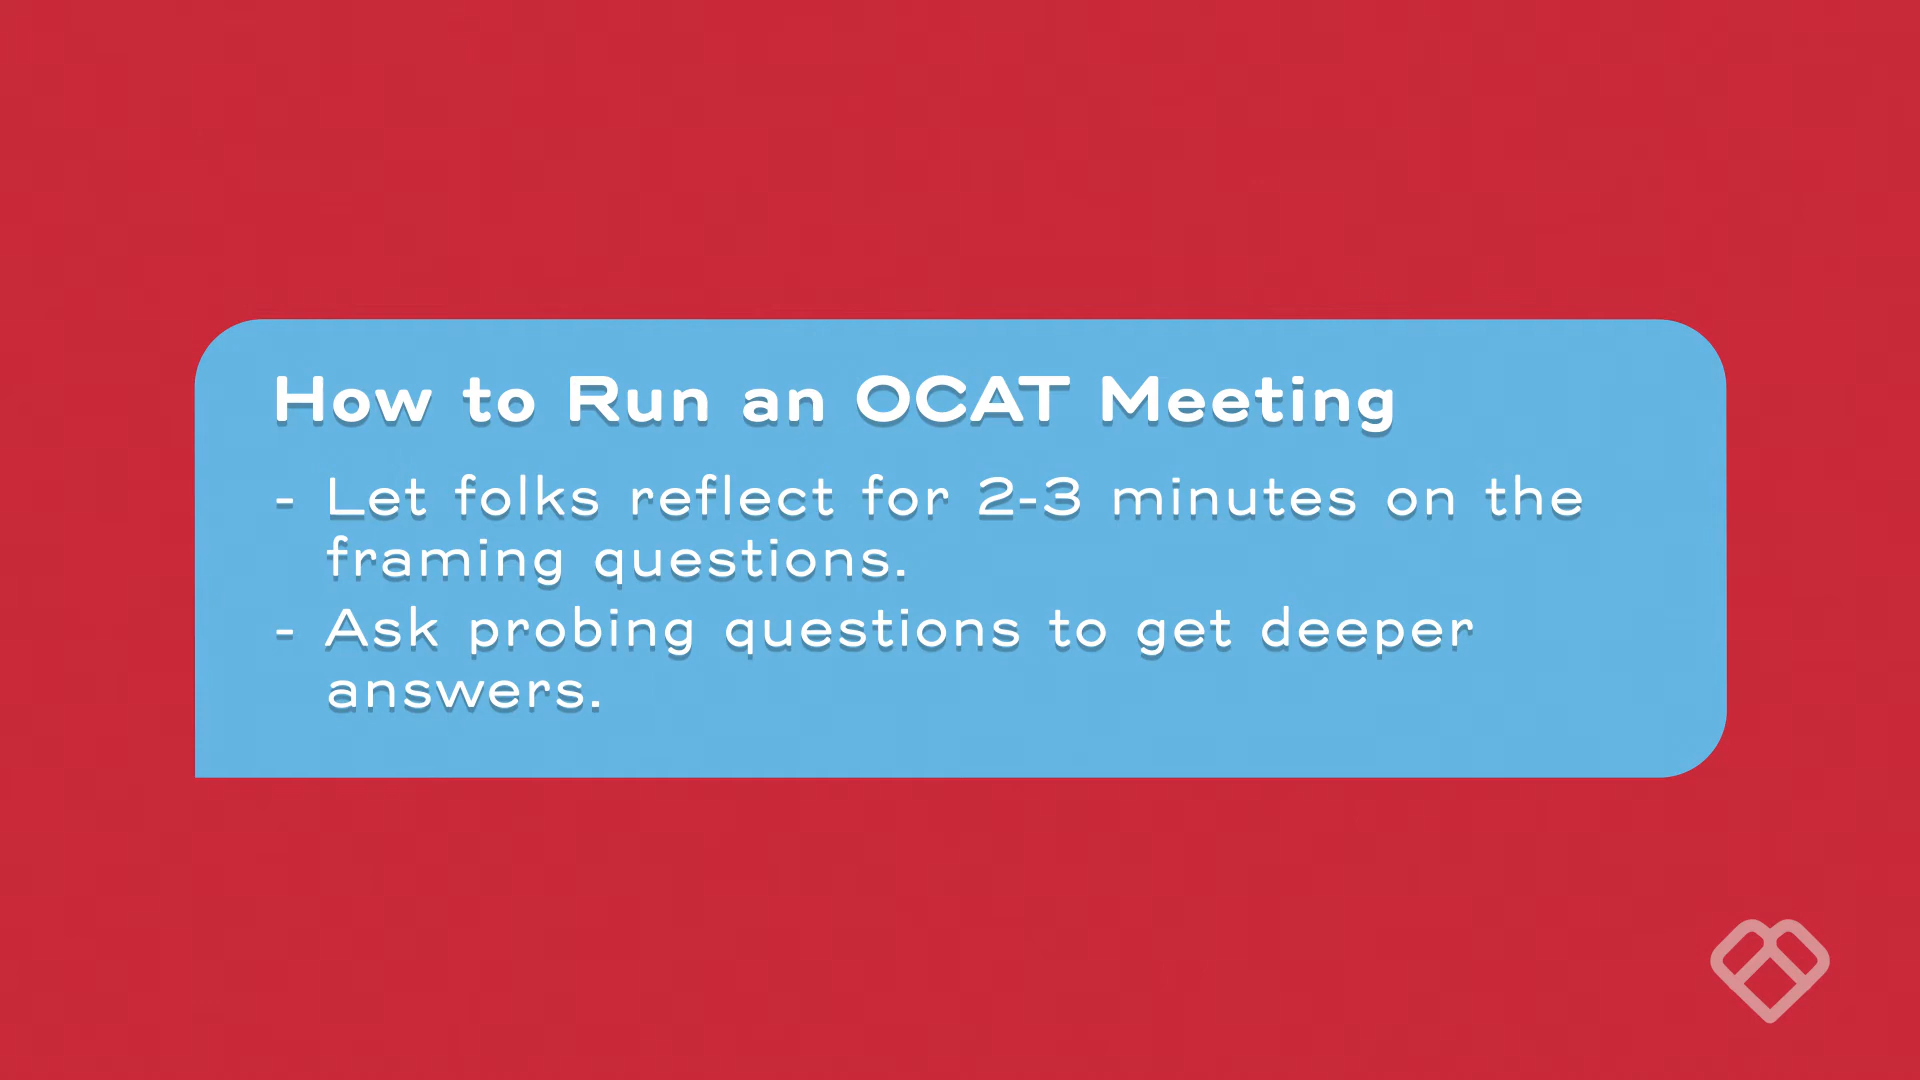 How to Run an OCAT Meeting
- Let folks reflect for 2-3 minutes on the
framing questions.
- Ask probing questions to get deeper
answers.